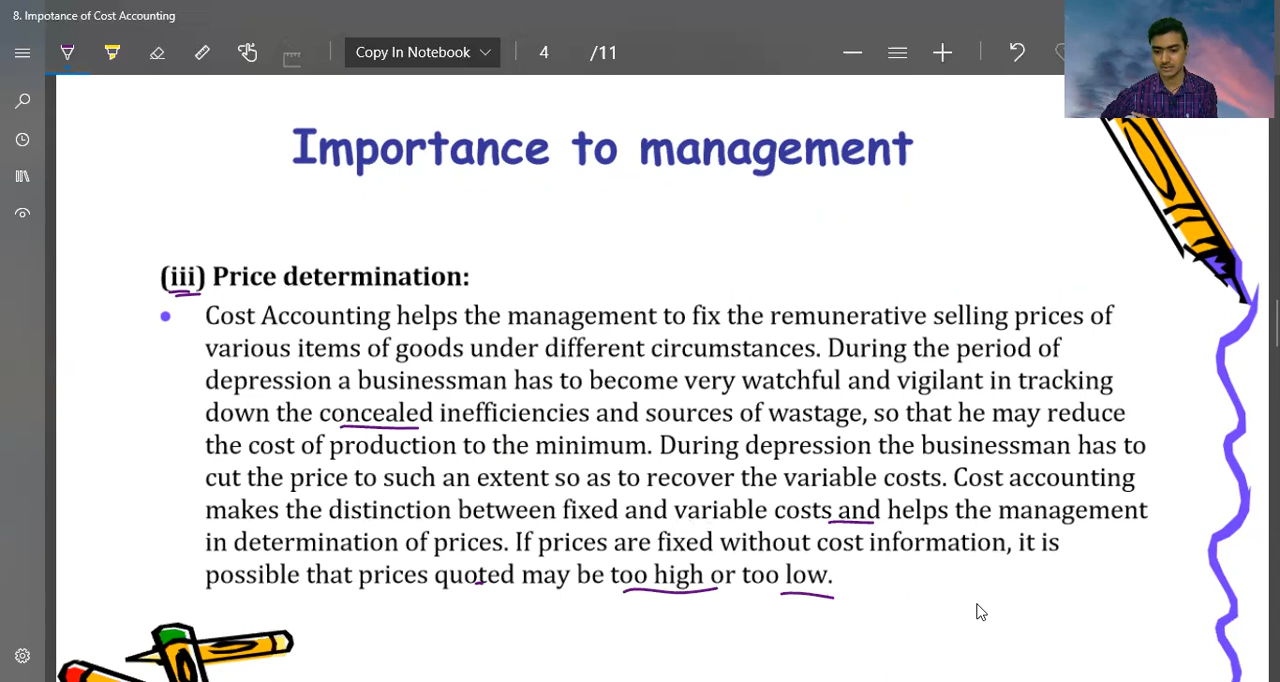 8. Impotance of Cost Accounting
Copy In Notebook 4 /11
Importance to management
(iii) Price determination:
• Cost Accounting helps the management to fix the remunerative selling prices of
various items of goods under different circumstances. During the period of
depression a businessman has to become very watchful and vigilant in tracking
down the concealed inefficiencies and sources of wastage, so that he may reduce
the cost of production to the minimum. During depression the businessman has to
cut the price to such an extent so as to recover the variable costs. Cost accounting
makes the distinction between fixed and variable costs and helps the management
in determination of prices. If prices are fixed without cost information, it is
possible that prices quoted may be too high or too low.